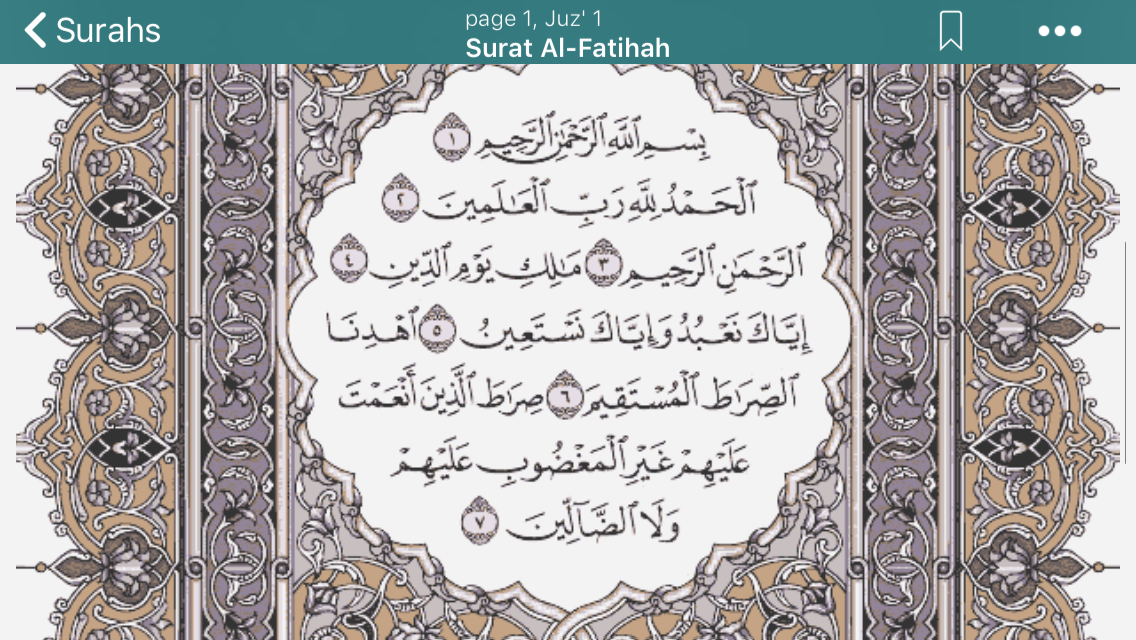 Surahs
page 1, Juz' 1
Surat Al-Fatihah
بِسْمِ ٱللَّهِ ٱلرَّحْمَٰنِ ٱلرَّحِيمِ ١
ٱلْحَمْدُ لِلَّهِ رَبِّ ٱلْعَٰلَمِينَ ٢
ٱلرَّحْمَٰنِ ٱلرَّحِيمِ ٣ مَٰلِكِ يَوْمِ ٱلدِّينِ ٤
إِيَّاكَ نَعْبُدُ وَإِيَّاكَ نَسْتَعِينُ ٥ ٱهْدِنَا
ٱلصِّرَٰطَ ٱلْمُسْتَقِيمَ ٦ صِرَٰطَ ٱلَّذِينَ أَنْعَمْتَ
عَلَيْهِمْ غَيْرِ ٱلْمَغْضُوبِ عَلَيْهِمْ
وَلَا ٱلضَّآلِّينَ ٧